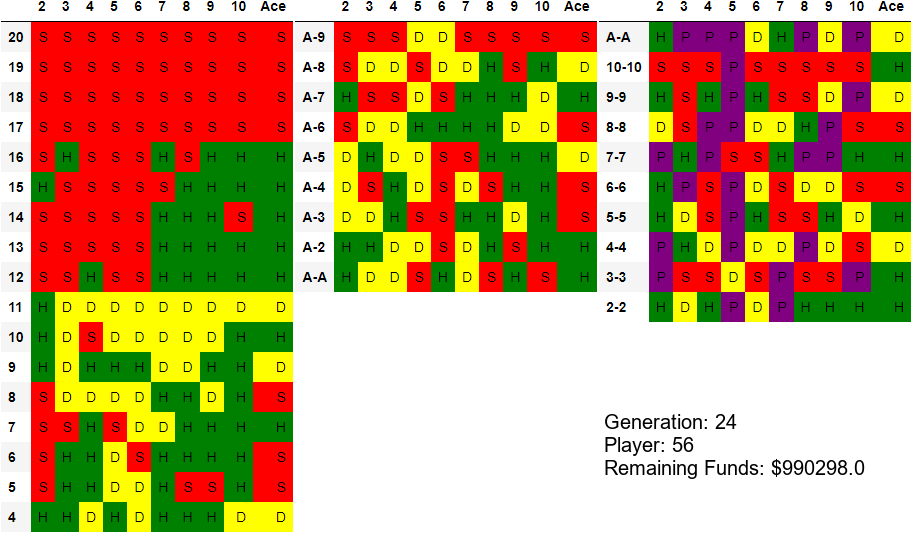 2 3 4 5 6 7 8 9 10 Ace
20 S S S S S S S S S S
19 S S S S S S S S S S
18 S S S S S S S S S S
17 S S S S S S S S S S
16 S H S S S H S H H H
15 H S S S S S H H H H
14 S S S S S H H H S H
13 S S S S S H H H H H
12 S S H S S H H H H H
11 H D D D D D D D D D
10 H D S D D D D D H H
9 H D H H H D D H H D
8 S D D D D H H D H S
7 S S H S D D H H H H
6 S H H D S H H H H S
5 S H H D D H S S H S
4 H H D H D H H H D D
2 3 4 5 6 7 8 9 10 Ace
A-9 S S S D D S S S S S
A-8 S D D S D D H S H D
A-7 H S S D S H H H D H
A-6 S D D H H H H D D S
A-5 D H D D S S H H H D
A-4 D S H D S D S H H S
A-3 D D H S S H H D H S
A-2 H H D D S D H S H H
A-A H D D S H D S H S H
2 3 4 5 6 7 8 9 10 Ace
A-A H P P P D H P D P D
10-10 S S S P S S S S S H
9-9 H S H P H S S D P D
8-8 D S P P D D H P S S
7-7 P H P S S H P P H H
6-6 H P S P D S D D S S
5-5 H D S P H S S H D H
4-4 P H D P D D P D S D
3-3 P S S D S P S S P H
2-2 H D H P D P H H H H
Generation: 24
Player: 56
Remaining Funds: $990298.0